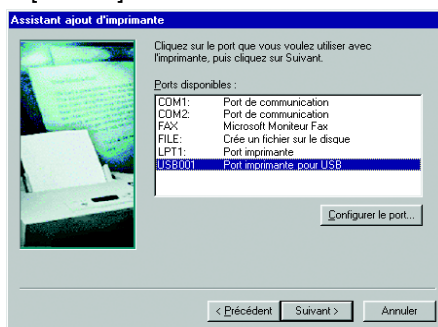 Assistant ajout d'imprimante
Cliquez sur le port que vous voulez utiliser avec
l'imprimante, puis cliquez sur Suivant.
Ports disponibles :
COM1: Port de communication
COM2: Port de communication
FAX Microsoft Moniteur Fax
FILE: Crée un fichier sur le disque
LPT1: Port imprimante
USB001 Port imprimante pour USB
Configurer le port...
< Précédent Suivant > Annuler